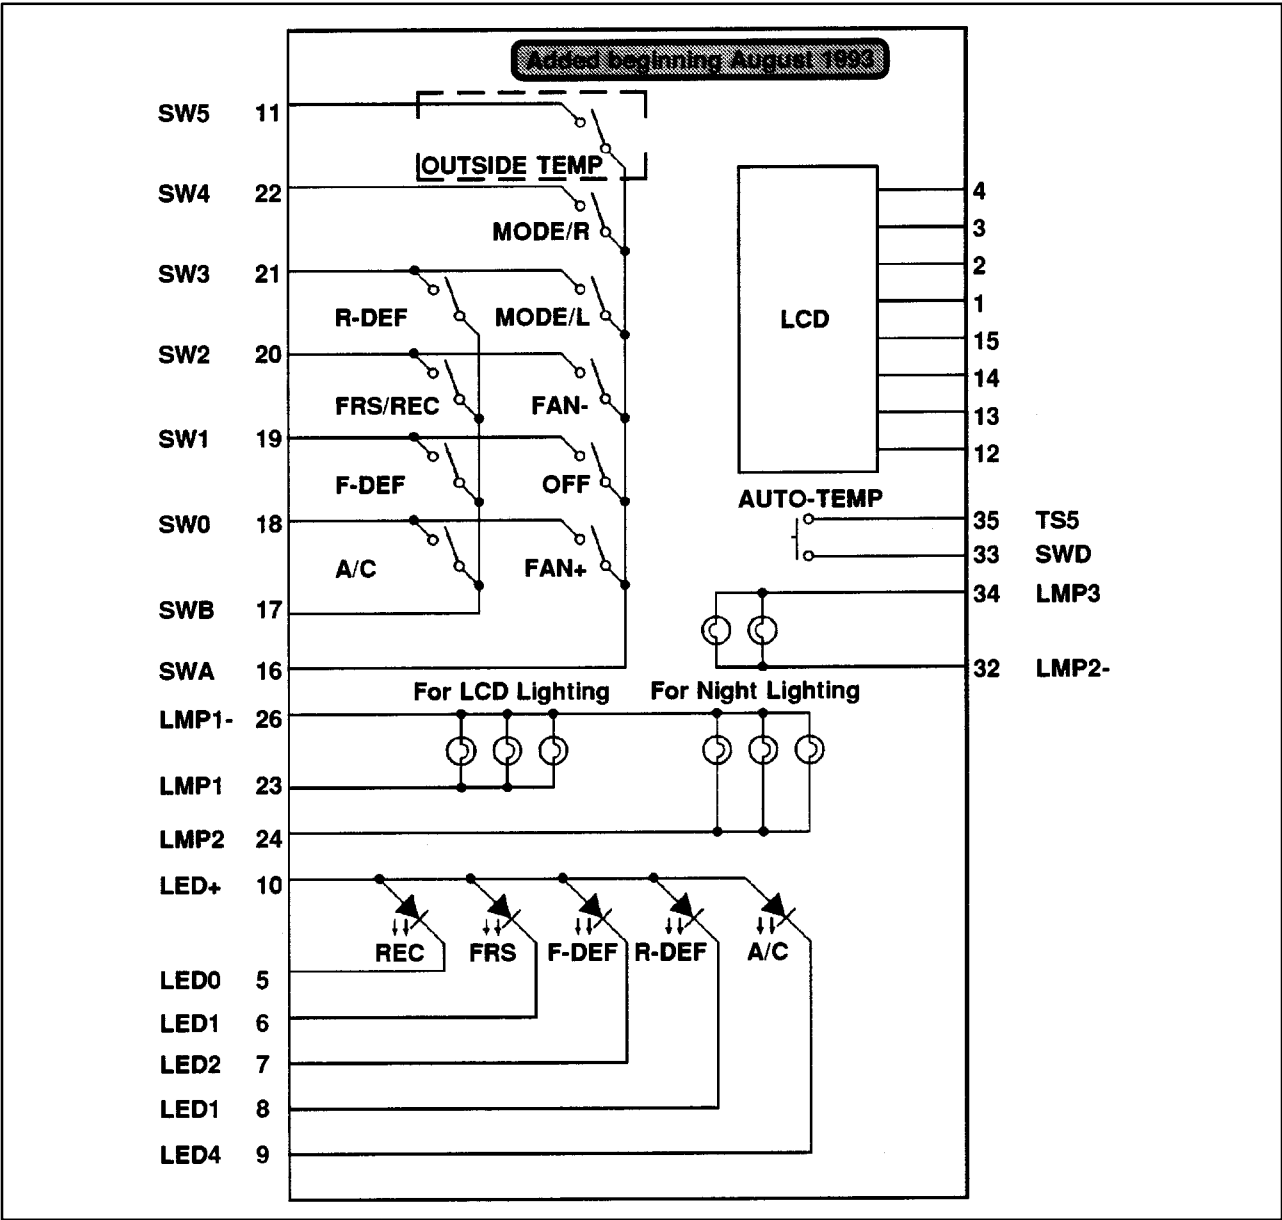 Added beginning August 1993
SW5 11
OUTSIDE TEMP
SW4 22
4
MODE/R
3
SW3 21
2
1
R-DEF MODE/L
LCD
15
SW2 20
14
FRS/REC FAN-
13
SW1 19
12
F-DEF OFF
AUTO-TEMP
SW0 18
35 TS5
33 SWD
A/C FAN+
34 LMP3
SWB 17
SWA 16
32 LMP2-
For LCD Lighting For Night Lighting
LMP1- 26
LMP1 23
LMP2 24
LED+ 10
REC FRS F-DEF R-DEF A/C
LED0 5
LED1 6
LED2 7
LED1 8
LED4 9